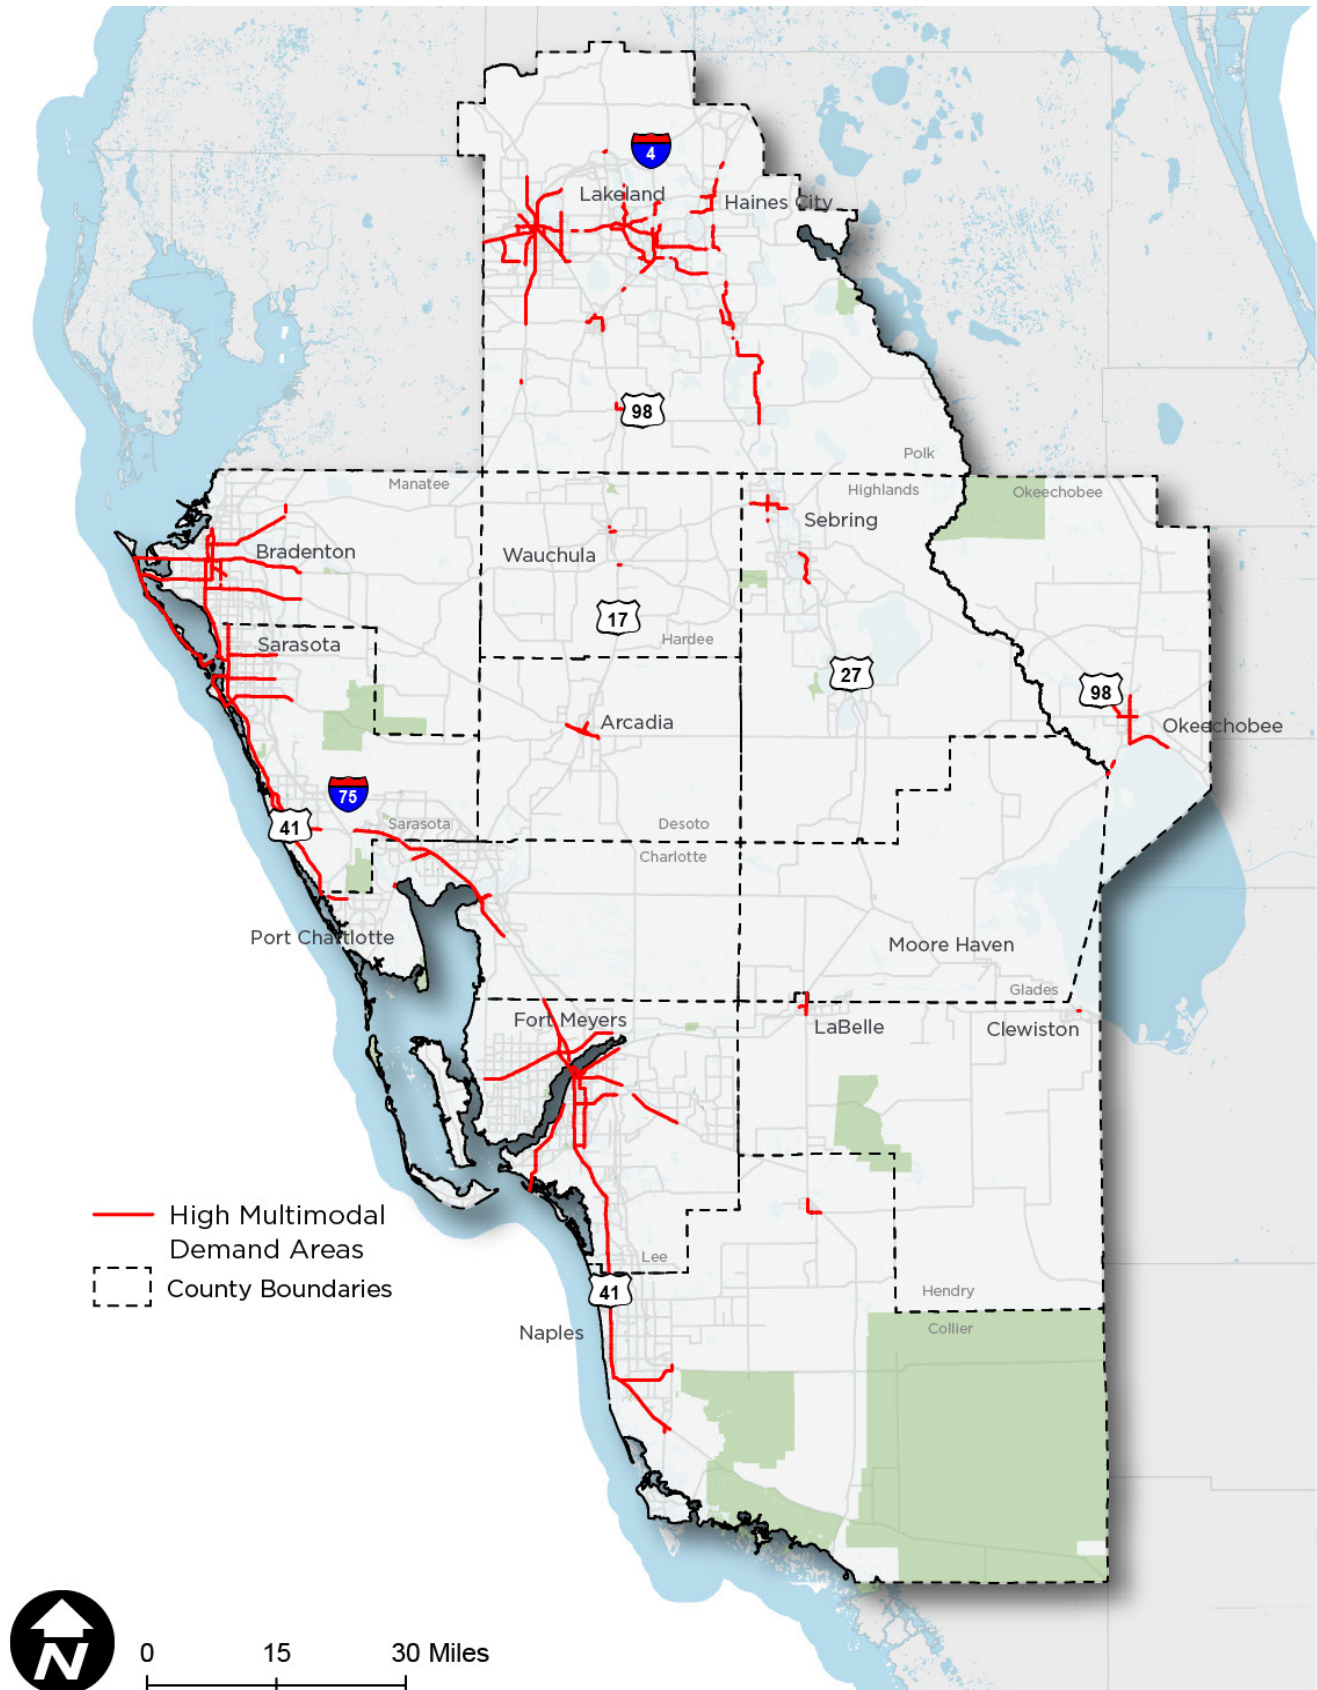 4
Lakeland
Haines City
98
Polk
Manatee
Highlands
Okeechobee
Sebring
Bradenton
Wauchula
17
Hardee
Sarasota
27
98
Arcadia
Okeechobee
75
41
Sarasota
Desoto
Charlotte
Port Chartlotte
Moore Haven
Glades
Fort Meyers
LaBelle
Clewiston
High Multimodal
Demand Areas
Lee
County Boundaries
41
Hendry
Naples
Collier
N
0 15 30 Miles